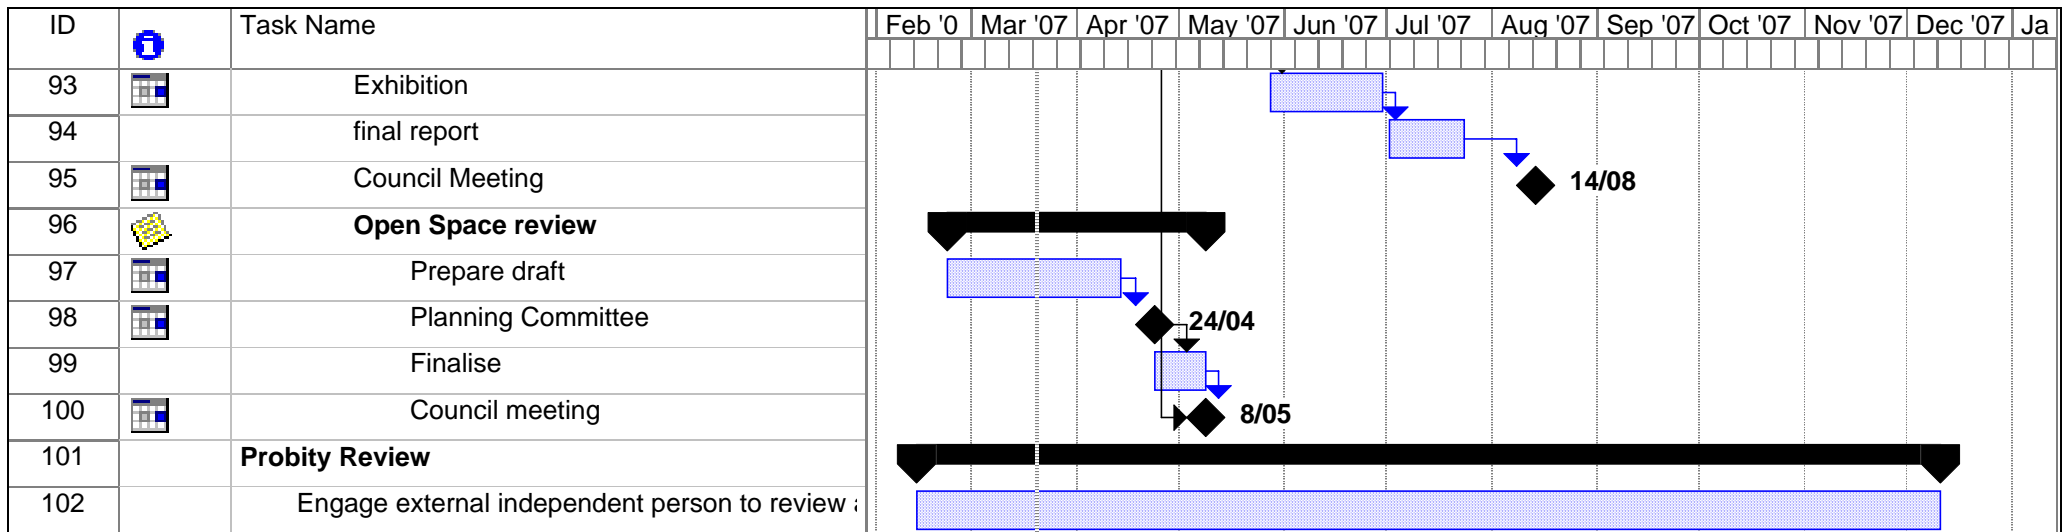 ID Task Name Feb '0 Mar '07 Apr '07 May '07 Jun '07 Jul '07 Aug '07 Sep '07 Oct '07 Nov '07 Dec '07 Ja
93 Exhibition
94 final report
95 Council Meeting 14/08
96 Open Space review
97 Prepare draft
98 Planning Committee 24/04
99 Finalise
100 Council meeting 8/05
101 Probity Review
102 Engage external independent person to review